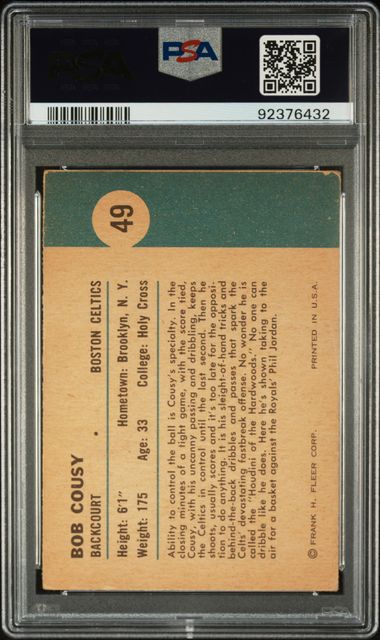 PSA
92376432
49
BOB COUSY
BACKCOURT • BOSTON CELTICS
Height: 6'1" Hometown: Brooklyn, N. Y.
Weight: 175 Age: 33 College: Holy Cross
Ability to control the ball is Cousy's specialty. In the
closing minutes of a tight game, with the score tied,
Cousy, with his uncanny passing and dribbling, keeps
the Celtics in control until the last second. Then he
shoots, usually scores and it's too late for the opposi-
tion to do anything. It is his sleight-of-hand tricks and
behind-the-back dribbles and passes that spark the
Celts' devastating fastbreak offense. No wonder he is
called the "Houdini of the Hardwoods." No one can
dribble like he does. Here he's shown taking to the
air for a basket against the Royals' Phil Jordan.
© FRANK H. FLEER CORP. PRINTED IN U.S.A.